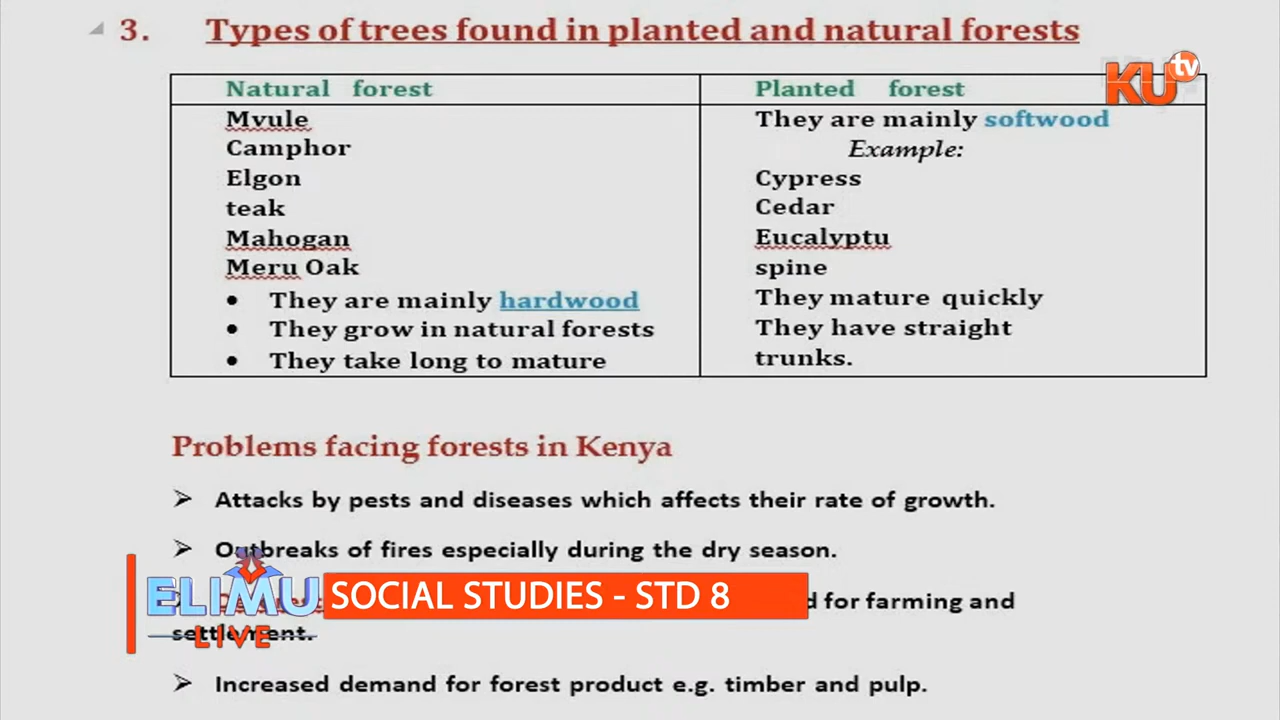 3. Types of trees found in planted and natural forests
KU tv
Natural forest
Mvule
Camphor
Elgon
teak
Mahogan
Meru Oak
• They are mainly hardwood
• They grow in natural forests
• They take long to mature
Planted forest
They are mainly softwood
Example:
Cypress
Cedar
Eucalyptu
spine
They mature quickly
They have straight
trunks.
Problems facing forests in Kenya
➢ Attacks by pests and diseases which affects their rate of growth.
➢ Outbreaks of fires especially during the dry season.
for farming and
settlement.
ELIMU
LIVE
SOCIAL STUDIES - STD 8
➢ Increased demand for forest product e.g. timber and pulp.